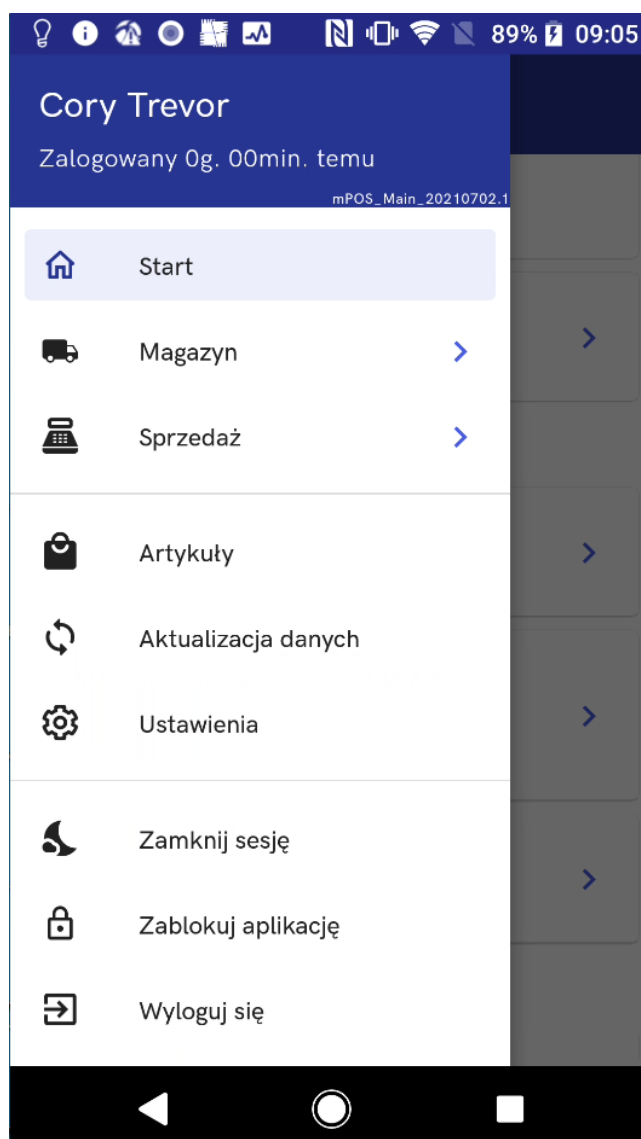 89% 09:05
Cory Trevor
Zalogowany 0g. 00min. temu
mPOS_Main_20210702.1
Start
Magazyn
Sprzedaż
Artykuły
Aktualizacja danych
Ustawienia
Zamknij sesję
Zablokuj aplikację
Wyloguj się